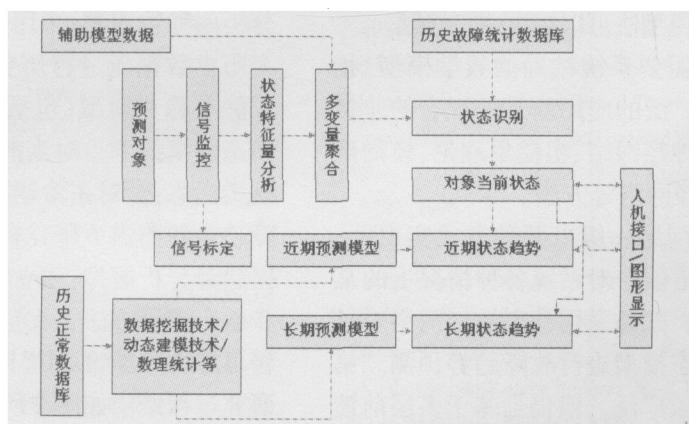 辅助模型数据
历史故障统计数据库
预测对象
信号监控
状态特征量分析
多变量聚合
状态识别
对象当前状态
人机接口/图形显示
信号标定
近期预测模型
近期状态趋势
历史正常数据库
数据挖掘技术/
动态建模技术/
数理统计等
长期预测模型
长期状态趋势